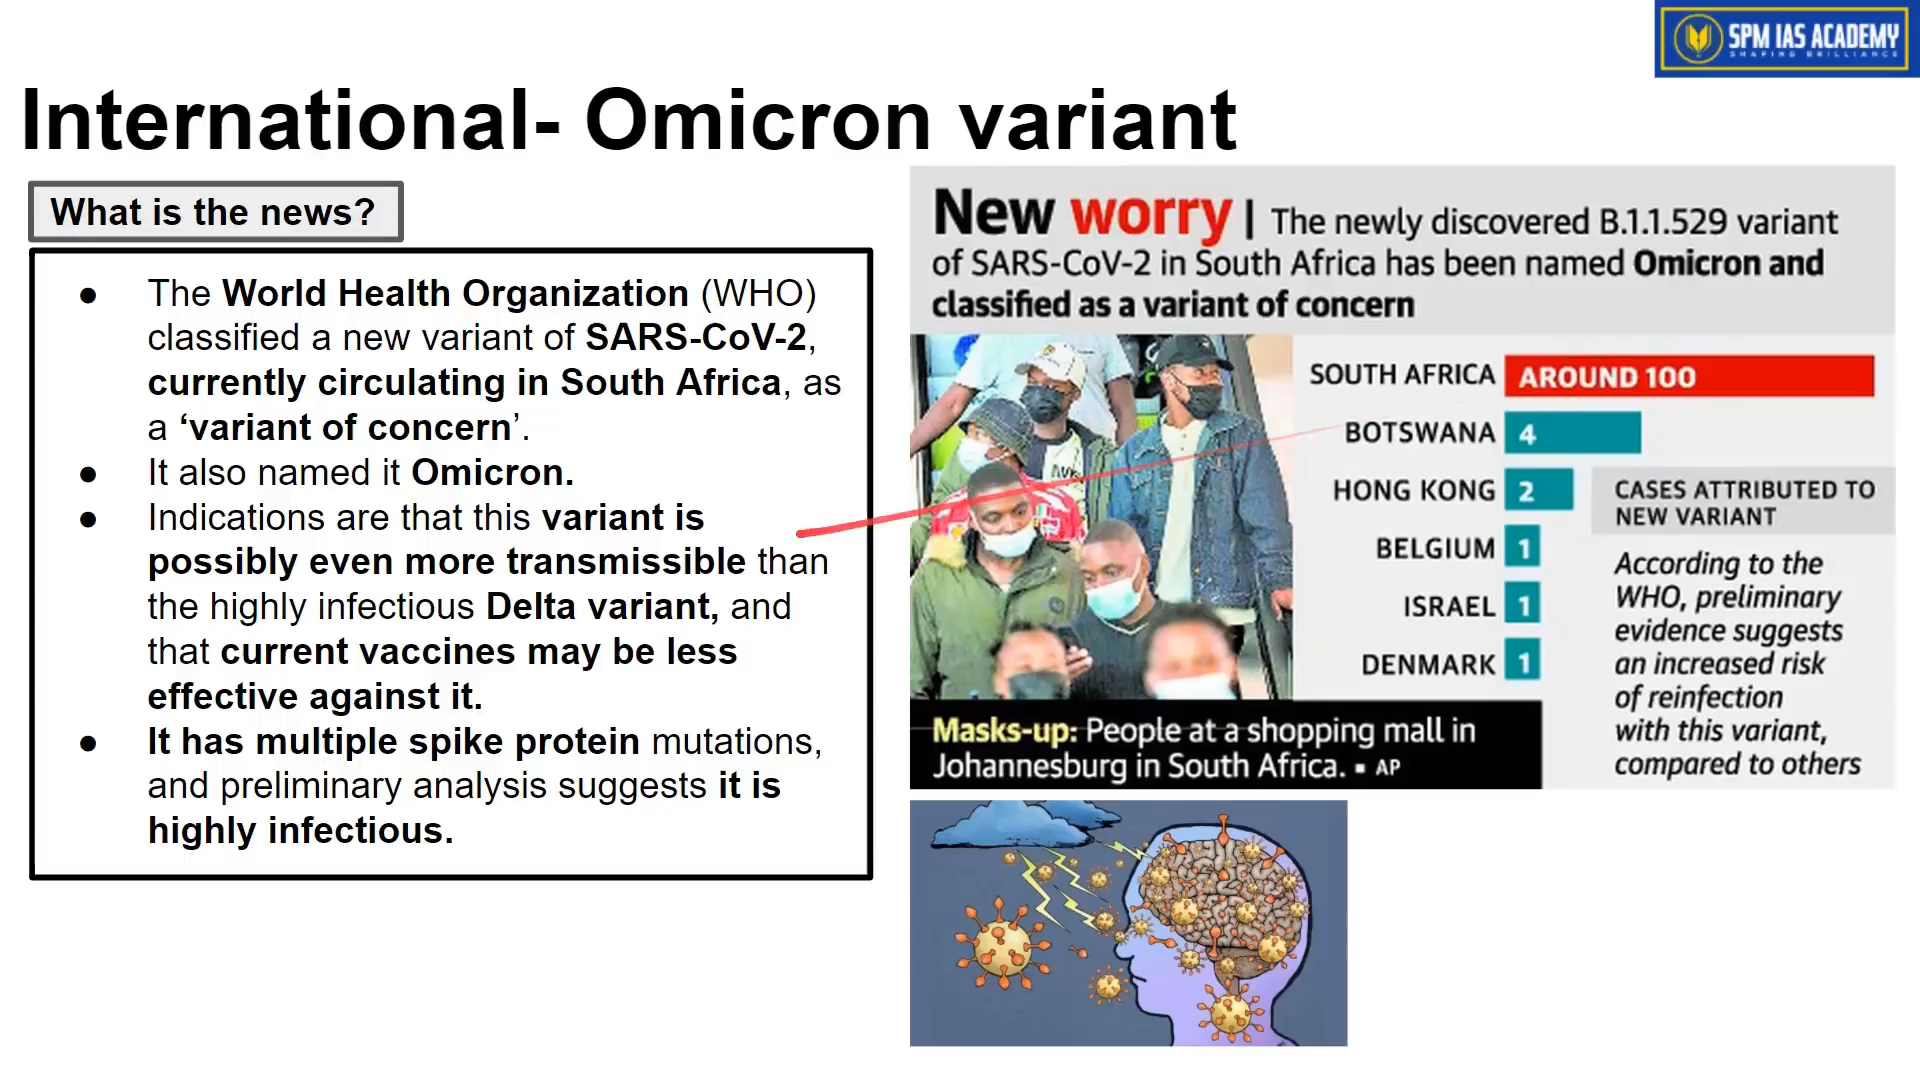 SPM IAS ACADEMY
SHAPING BRILLIANCE
International- Omicron variant
What is the news?
● The World Health Organization (WHO)
classified a new variant of SARS-CoV-2,
currently circulating in South Africa, as
a ‘variant of concern’.
● It also named it Omicron.
● Indications are that this variant is
possibly even more transmissible than
the highly infectious Delta variant, and
that current vaccines may be less
effective against it.
● It has multiple spike protein mutations,
and preliminary analysis suggests it is
highly infectious.
New worry | The newly discovered B.1.1.529 variant
of SARS-CoV-2 in South Africa has been named Omicron and
classified as a variant of concern
SOUTH AFRICA AROUND 100
BOTSWANA 4
HONG KONG 2
BELGIUM 1
ISRAEL 1
DENMARK 1
CASES ATTRIBUTED TO
NEW VARIANT
According to the
WHO, preliminary
evidence suggests
an increased risk
of reinfection
with this variant,
compared to others
Masks-up: People at a shopping mall in
Johannesburg in South Africa. ▪ AP